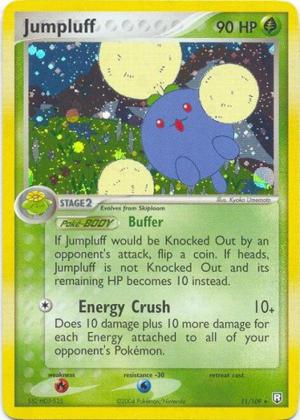 Jumpluff 90 HP
Illus. Kyoko Umemoto
STAGE2
Evolves from Skiploom
Poké-BODY Buffer
If Jumpluff would be Knocked Out by an
opponent's attack, flip a coin. If heads,
Jumpluff is not Knocked Out and its
remaining HP becomes 10 instead.
Energy Crush 10+
Does 10 damage plus 10 more damage
for each Energy attached to all of your
opponent's Pokémon.
weakness resistance -30 retreat cost
©2004 Pokémon/Nintendo
11/109 ★ R